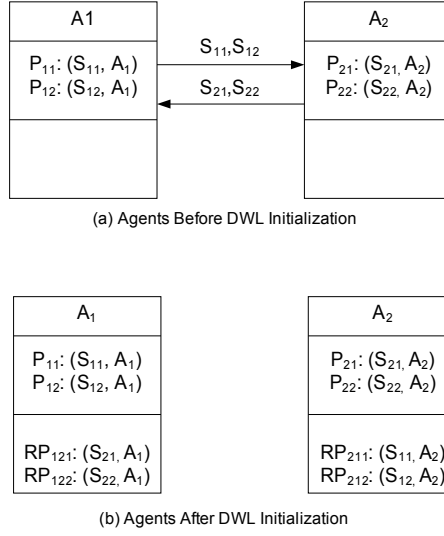 A1
A₂
P₁₁: (S₁₁, A₁)
P₁₂: (S₁₂, A₁)
S₁₁,S₁₂
S₂₁,S₂₂
P₂₁: (S₂₁, A₂)
P₂₂: (S₂₂, A₂)
(a) Agents Before DWL Initialization
A₁
A₂
P₁₁: (S₁₁, A₁)
P₁₂: (S₁₂, A₁)
P₂₁: (S₂₁, A₂)
P₂₂: (S₂₂, A₂)
RP₁₂₁: (S₂₁, A₁)
RP₁₂₂: (S₂₂, A₁)
RP₂₁₁: (S₁₁, A₂)
RP₂₁₂: (S₁₂, A₂)
(b) Agents After DWL Initialization